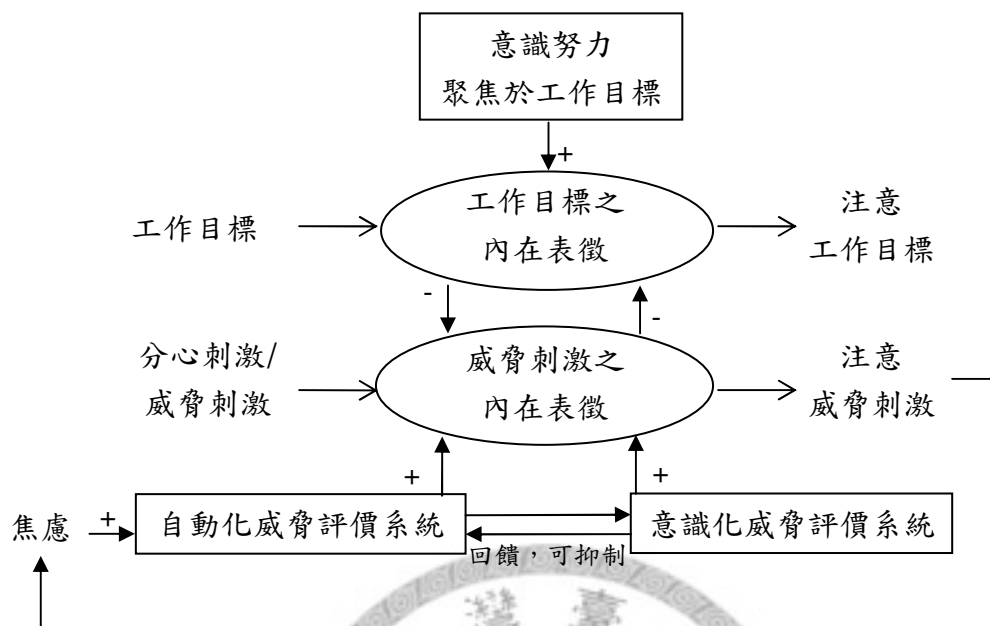 意識努力
聚焦於工作目標
+
工作目標
工作目標之
內在表徵
注意
工作目標
-
-
分心刺激/
威脅刺激
威脅刺激之
內在表徵
注意
威脅刺激
+
+
焦慮
+
自動化威脅評價系統
意識化威脅評價系統
回饋，可抑制
臺